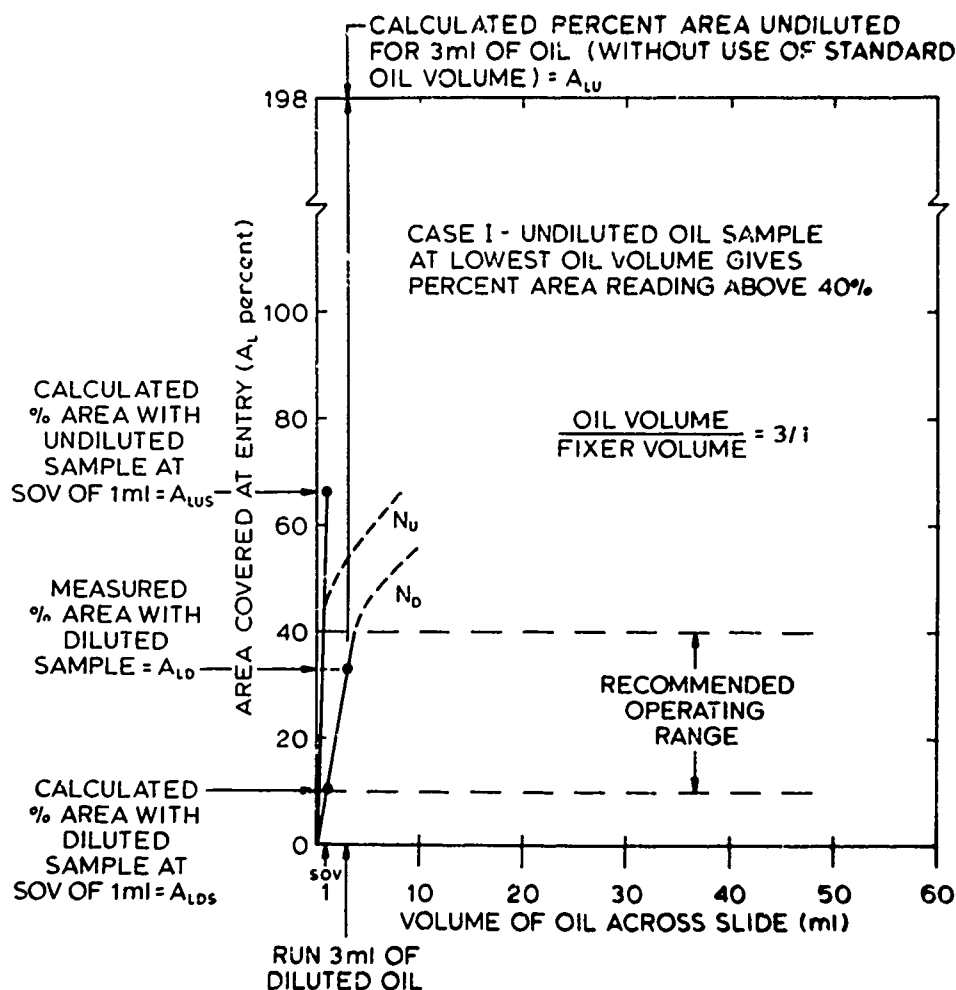 CALCULATED PERCENT AREA UNDILUTED
FOR 3ml OF OIL (WITHOUT USE OF STANDARD
OIL VOLUME) = A_LU
198
100
80
60
40
20
0
AREA COVERED AT ENTRY (A_L percent)
CASE I - UNDILUTED OIL SAMPLE
AT LOWEST OIL VOLUME GIVES
PERCENT AREA READING ABOVE 40%
OIL VOLUME
FIXER VOLUME = 3/1
CALCULATED
% AREA WITH
UNDILUTED
SAMPLE AT
SOV OF 1ml = A_LUS
N_U
N_D
MEASURED
% AREA WITH
DILUTED
SAMPLE = A_LD
RECOMMENDED
OPERATING
RANGE
CALCULATED
% AREA WITH
DILUTED
SAMPLE AT
SOV OF 1ml = A_LDS
SOV
1 10 20 30 40 50 60
VOLUME OF OIL ACROSS SLIDE (ml)
RUN 3ml OF
DILUTED OIL